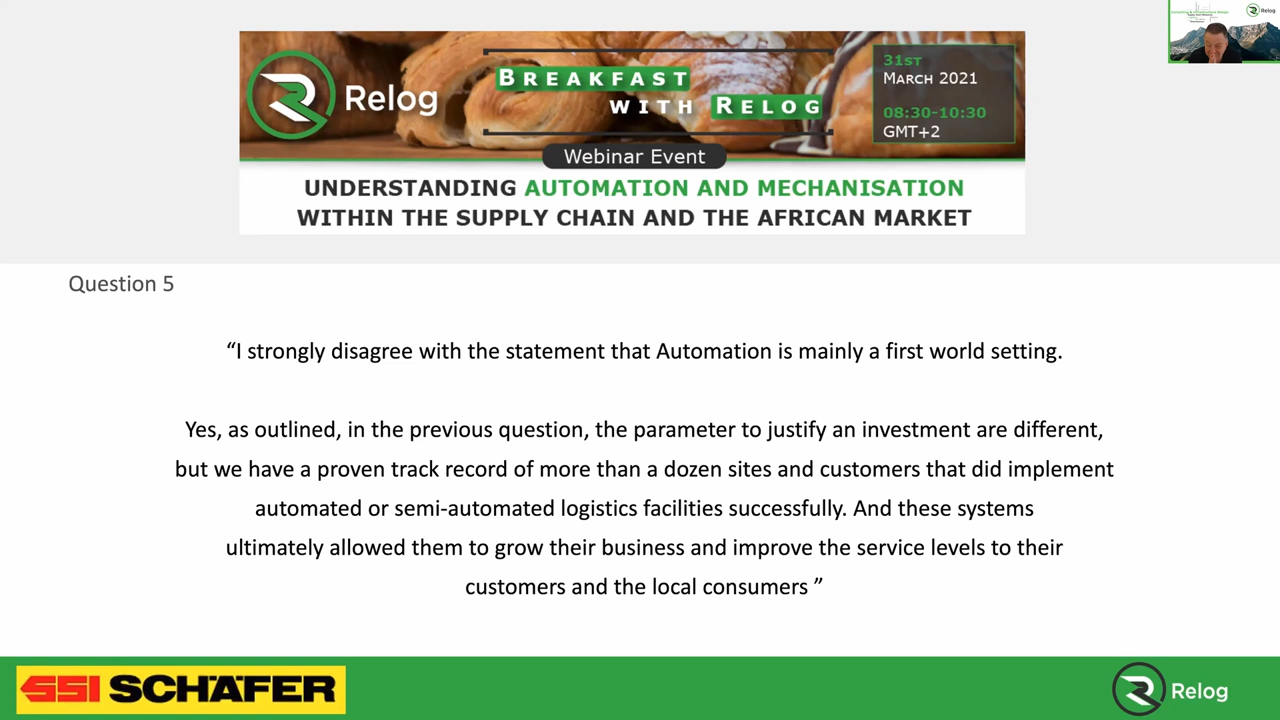 Relog
BREAKFAST
WITH RELOG
31ST
MARCH 2021
08:30-10:30
GMT+2
Webinar Event
UNDERSTANDING AUTOMATION AND MECHANISATION
WITHIN THE SUPPLY CHAIN AND THE AFRICAN MARKET
Relog
Question 5
“I strongly disagree with the statement that Automation is mainly a first world setting.
Yes, as outlined, in the previous question, the parameter to justify an investment are different,
but we have a proven track record of more than a dozen sites and customers that did implement
automated or semi-automated logistics facilities successfully. And these systems
ultimately allowed them to grow their business and improve the service levels to their
customers and the local consumers ”
SSI SCHÄFER
Relog